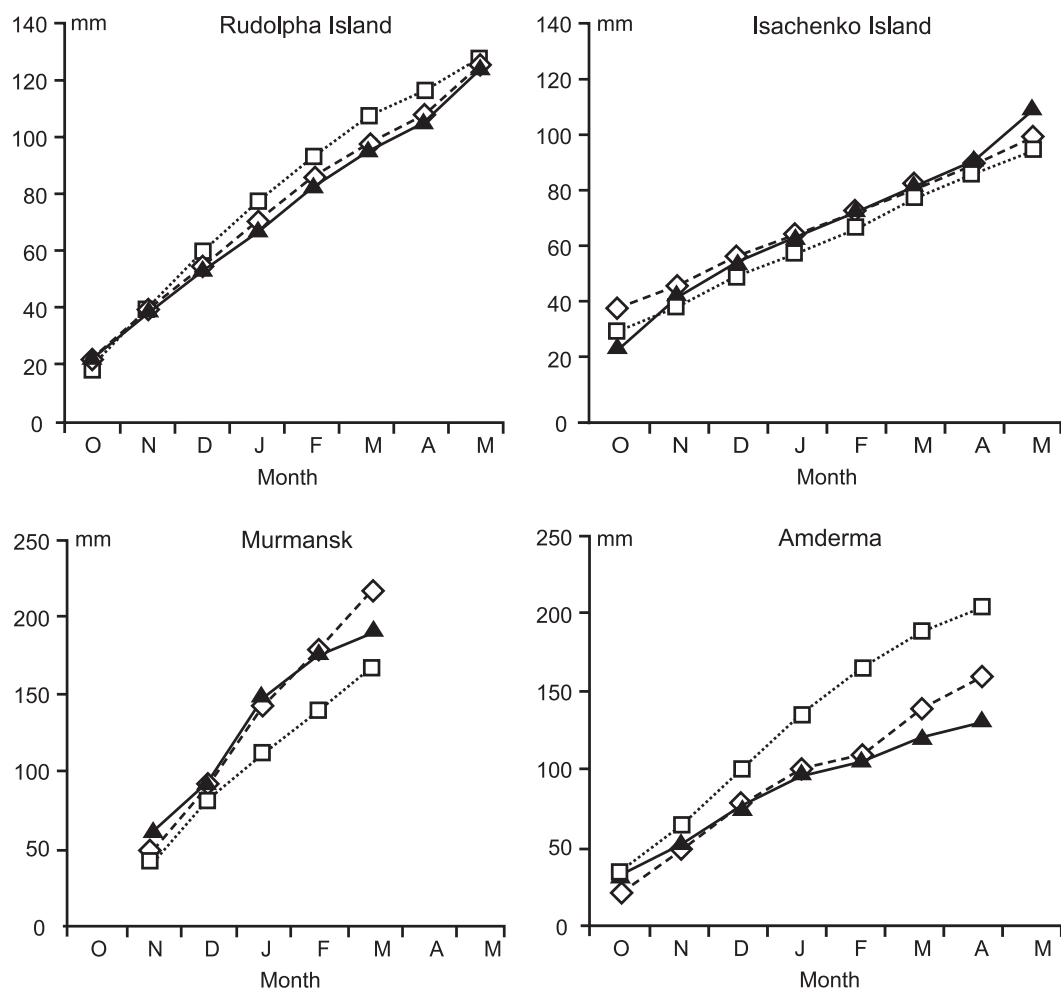 140 mm Rudolpha Island
120
100
80
60
40
20
0
O N D J F M A M
Month
140 mm Isachenko Island
120
100
80
60
40
20
0
O N D J F M A M
Month
250 mm Murmansk
200
150
100
50
0
O N D J F M A M
Month
250 mm Amderma
200
150
100
50
0
O N D J F M A M
Month